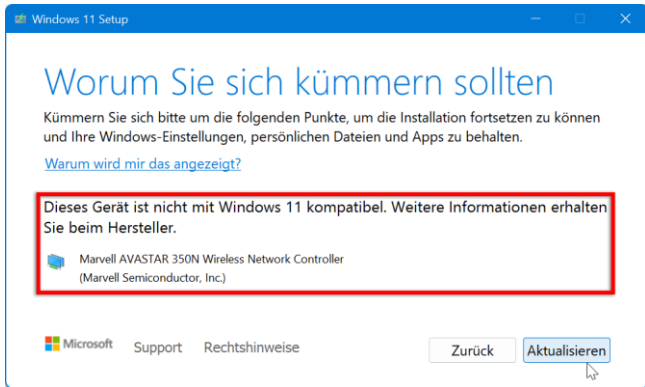 Windows 11 Setup
Worum Sie sich kümmern sollten
Kümmern Sie sich bitte um die folgenden Punkte, um die Installation fortsetzen zu können
und Ihre Windows-Einstellungen, persönlichen Dateien und Apps zu behalten.
Warum wird mir das angezeigt?
Dieses Gerät ist nicht mit Windows 11 kompatibel. Weitere Informationen erhalten
Sie beim Hersteller.
Marvell AVASTAR 350N Wireless Network Controller
(Marvell Semiconductor, Inc.)
Microsoft Support Rechtshinweise Zurück Aktualisieren